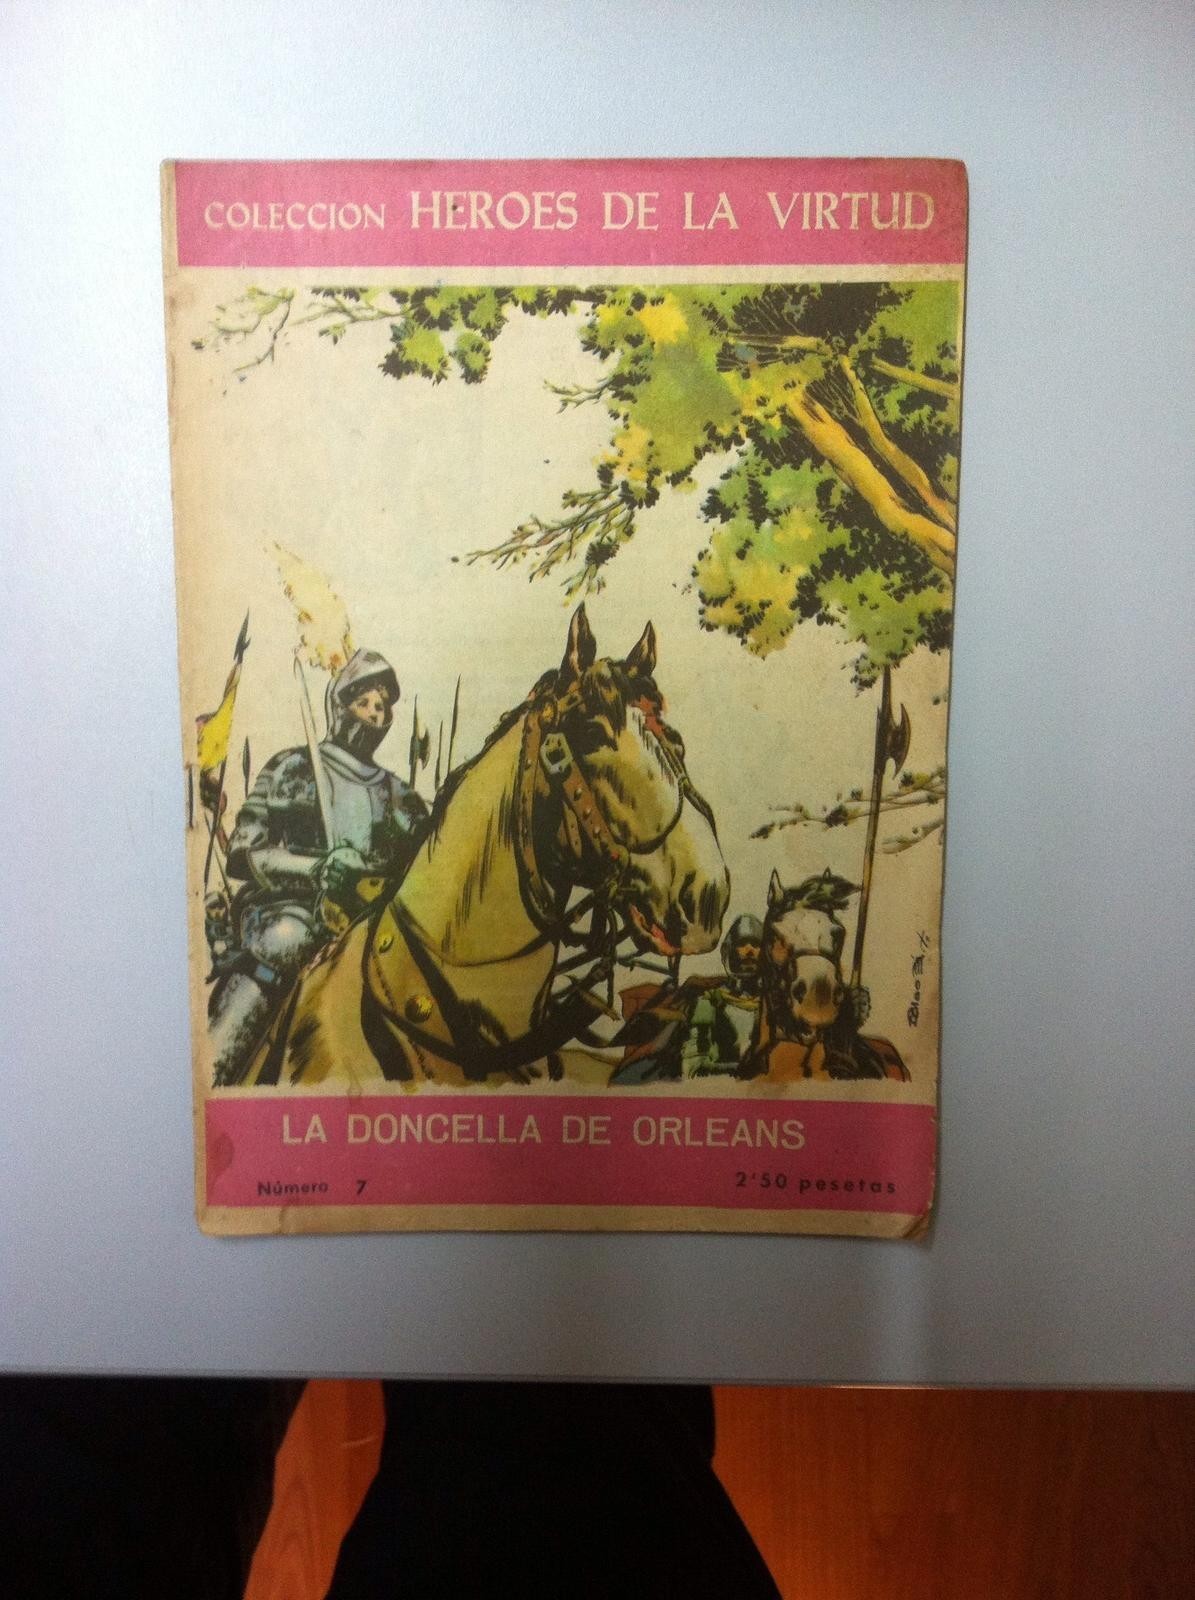 COLECCION HEROES DE LA VIRTUD
LA DONCELLA DE ORLEANS
Número 7
2'50 pesetas